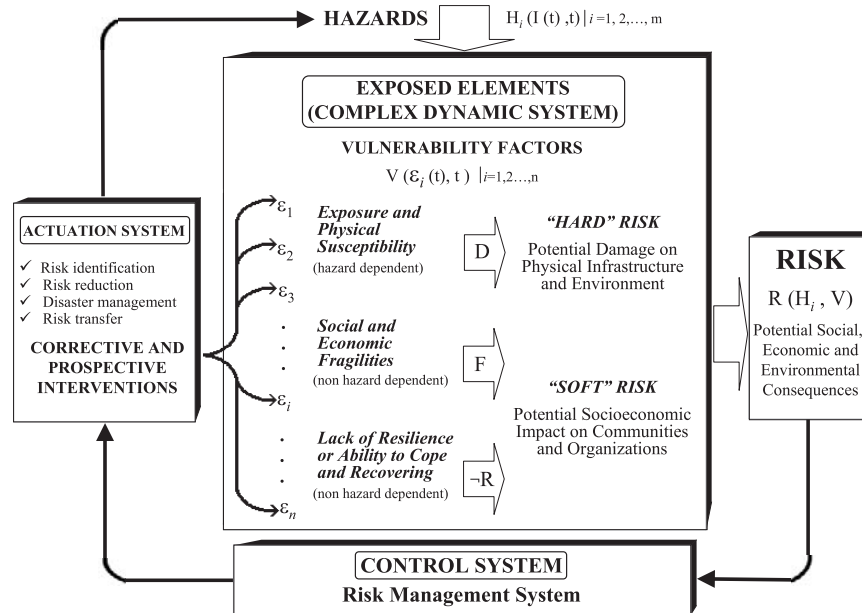 HAZARDS
H_i (I (t) ,t)|i=1, 2,…, m
EXPOSED ELEMENTS
(COMPLEX DYNAMIC SYSTEM)
VULNERABILITY FACTORS
V (ε_i (t), t ) |i=1,2…,n
ACTUATION SYSTEM
✓ Risk identification
✓ Risk reduction
✓ Disaster management
✓ Risk transfer
CORRECTIVE AND
PROSPECTIVE
INTERVENTIONS
ε1
ε2
ε3
.
.
.
ε_i
.
.
.
ε_n
Exposure and
Physical
Susceptibility
(hazard dependent)
D
"HARD" RISK
Potential Damage on
Physical Infrastructure
and Environment
Social and
Economic
Fragilities
(non hazard dependent)
F
"SOFT" RISK
Potential Socioeconomic
Impact on Communities
and Organizations
Lack of Resilience
or Ability to Cope
and Recovering
(non hazard dependent)
¬R
RISK
R (H_i , V)
Potential Social,
Economic and
Environmental
Consequences
CONTROL SYSTEM
Risk Management System